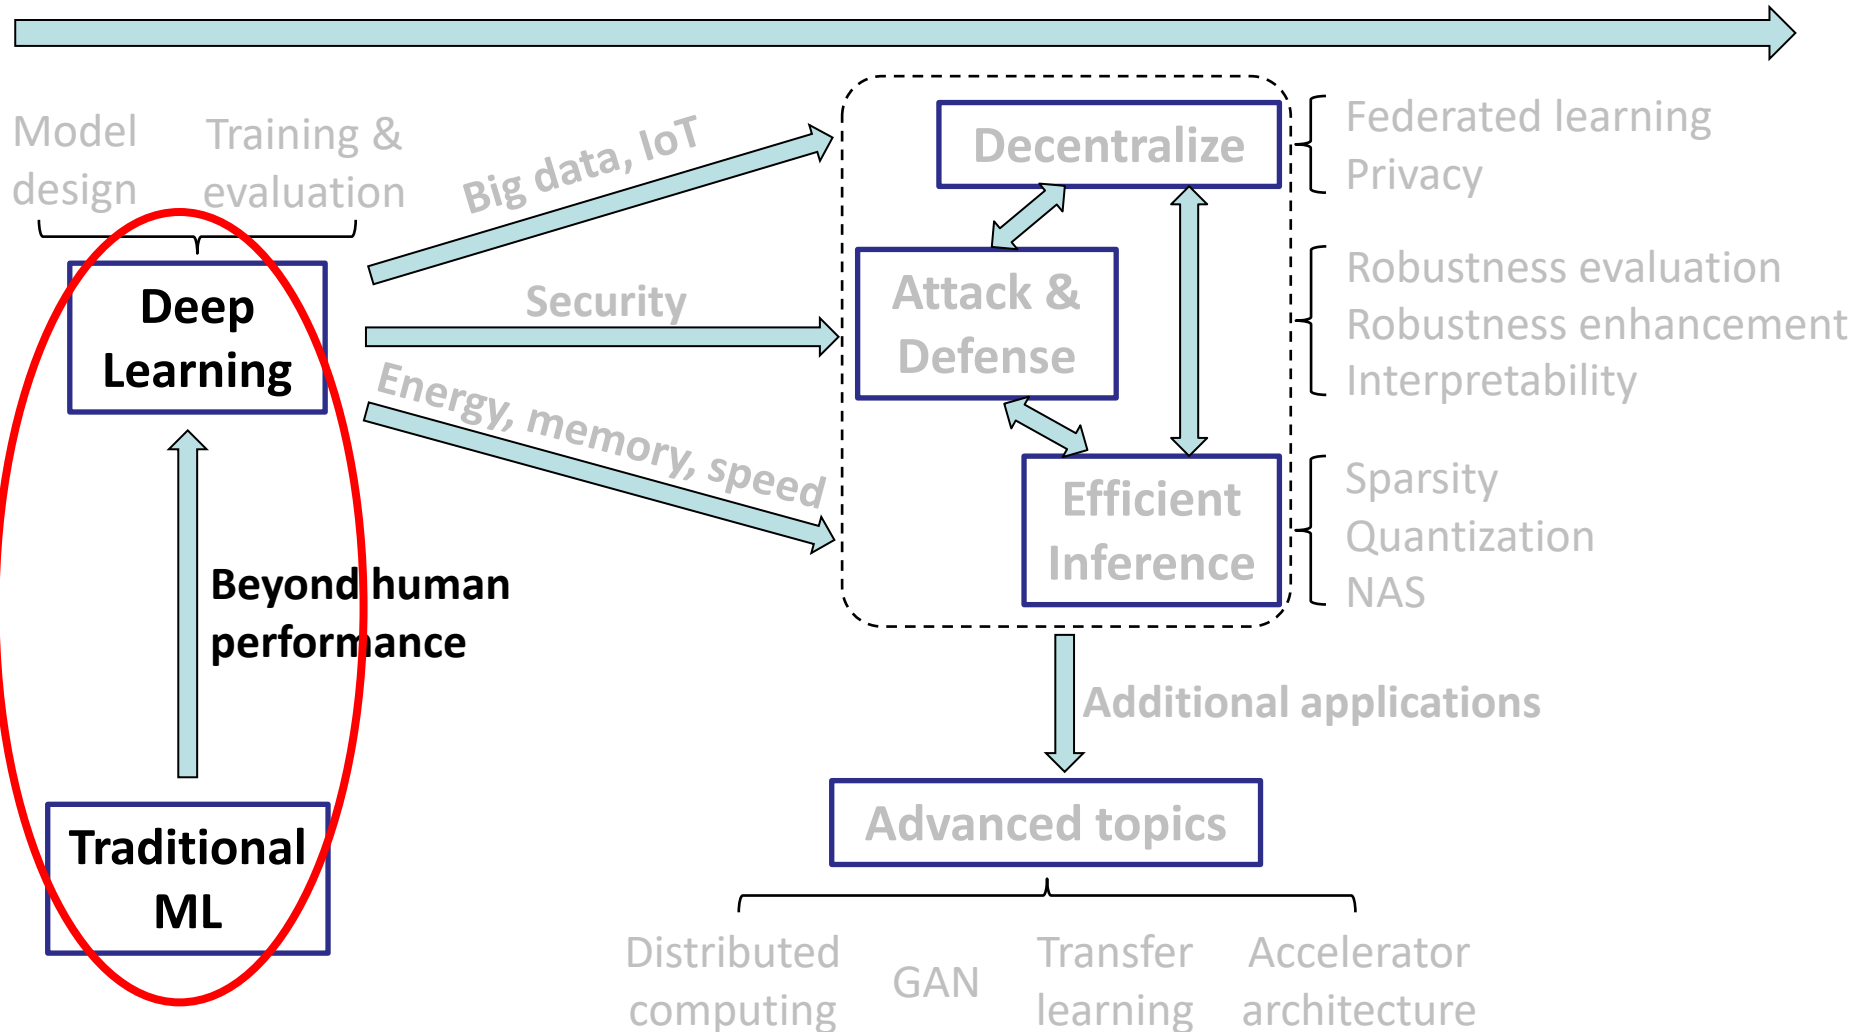 Model
design
Training &
evaluation
Deep
Learning
Beyond human
performance
Traditional
ML
Big data, IoT
Security
Energy, memory, speed
Decentralize
Attack &
Defense
Efficient
Inference
Federated learning
Privacy
Robustness evaluation
Robustness enhancement
Interpretability
Sparsity
Quantization
NAS
Additional applications
Advanced topics
Distributed
computing
GAN
Transfer
learning
Accelerator
architecture